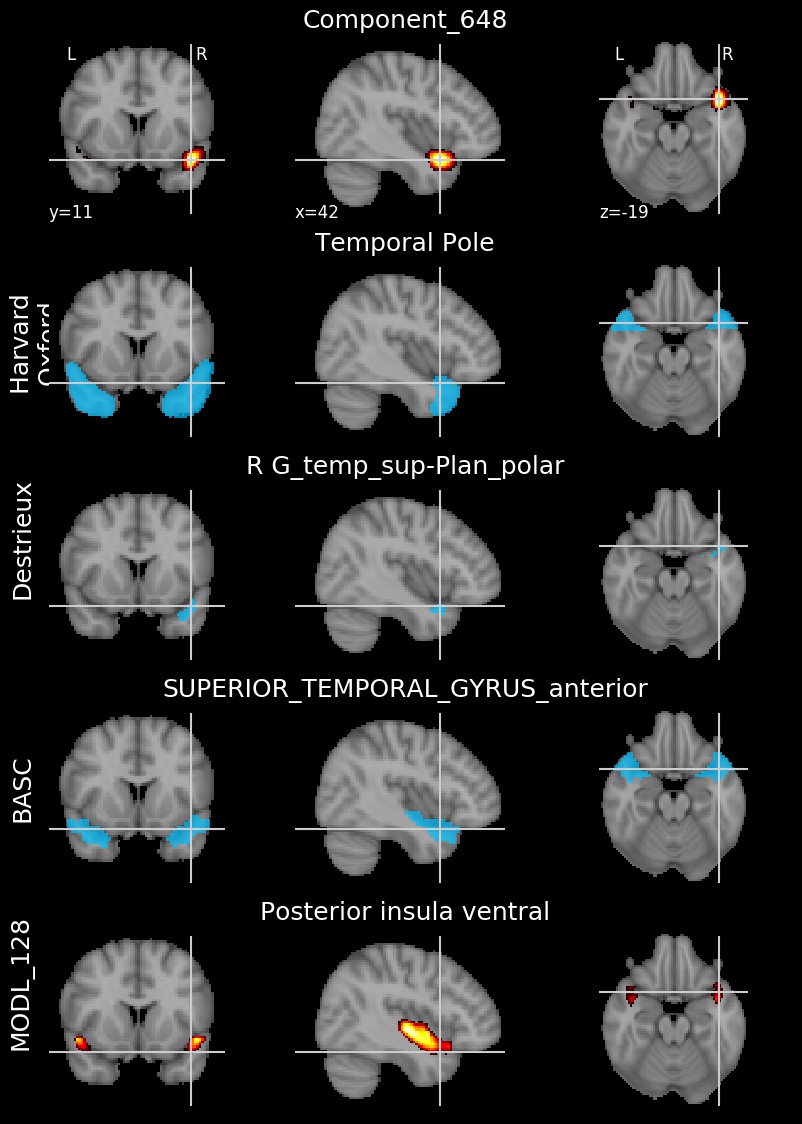 Component_648
L
R
L
R
y=11
x=42
z=-19
Temporal Pole
Harvard
Oxford
R G_temp_sup-Plan_polar
Destrieux
SUPERIOR_TEMPORAL_GYRUS_anterior
BASC
Posterior insula ventral
MODL_128